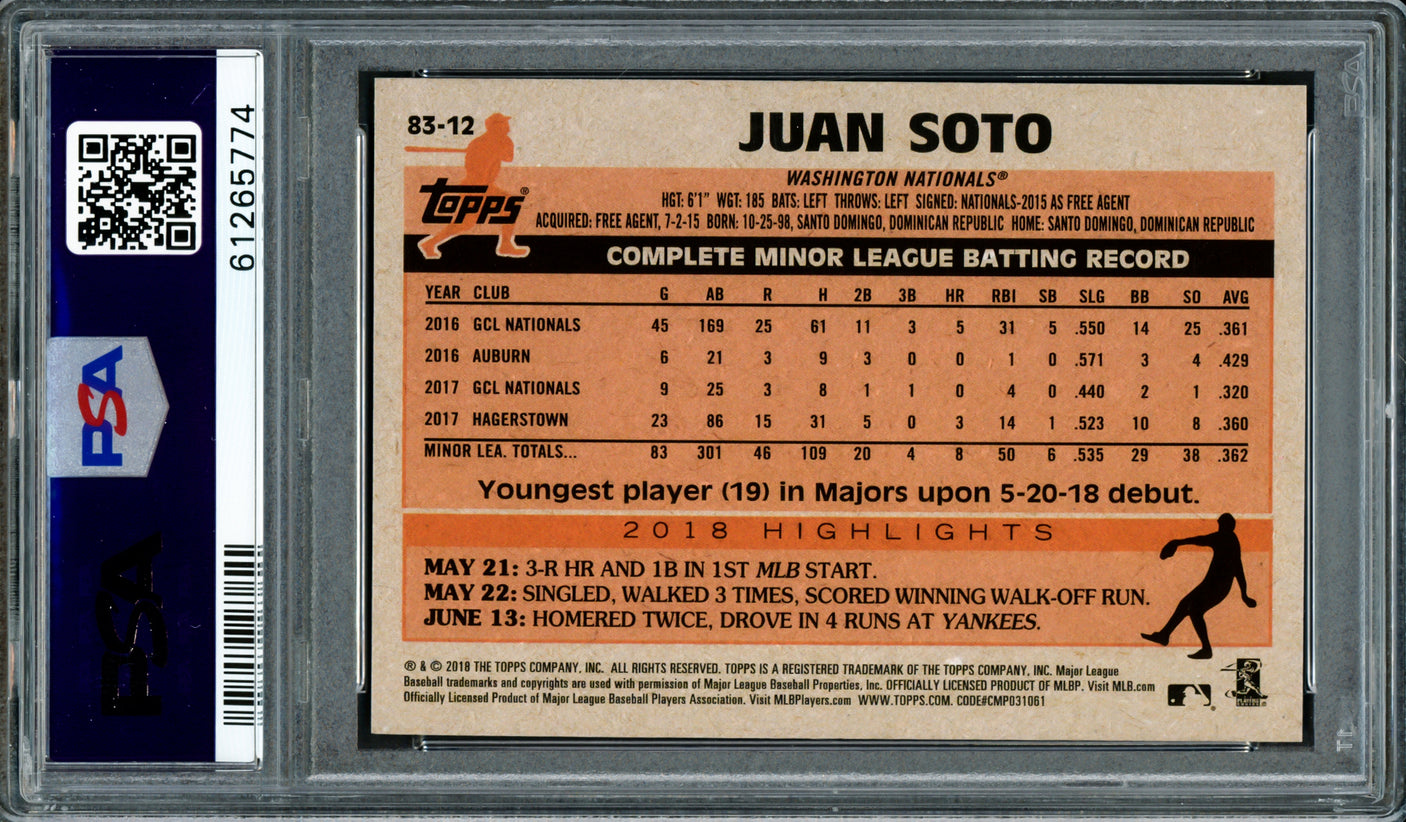 61265774
PSA
PSA
PSA
TL
83-12
JUAN SOTO
Topps®
WASHINGTON NATIONALS®
HGT: 6'1" WGT: 185 BATS: LEFT THROWS: LEFT SIGNED: NATIONALS-2015 AS FREE AGENT
ACQUIRED: FREE AGENT, 7-2-15 BORN: 10-25-98, SANTO DOMINGO, DOMINICAN REPUBLIC HOME: SANTO DOMINGO, DOMINICAN REPUBLIC
COMPLETE MINOR LEAGUE BATTING RECORD
YEAR CLUB G AB R H 2B 3B HR RBI SB SLG BB SO AVG
2016 GCL NATIONALS 45 169 25 61 11 3 5 31 5 .550 14 25 .361
2016 AUBURN 6 21 3 9 3 0 0 1 0 .571 3 4 .429
2017 GCL NATIONALS 9 25 3 8 1 1 0 4 0 .440 2 1 .320
2017 HAGERSTOWN 23 86 15 31 5 0 3 14 1 .523 10 8 .360
MINOR LEA. TOTALS... 83 301 46 109 20 4 8 50 6 .535 29 38 .362
Youngest player (19) in Majors upon 5-20-18 debut.
2018 HIGHLIGHTS
MAY 21: 3-R HR AND 1B IN 1ST MLB START.
MAY 22: SINGLED, WALKED 3 TIMES, SCORED WINNING WALK-OFF RUN.
JUNE 13: HOMERED TWICE, DROVE IN 4 RUNS AT YANKEES.
® & © 2018 THE TOPPS COMPANY, INC. ALL RIGHTS RESERVED. TOPPS IS A REGISTERED TRADEMARK OF THE TOPPS COMPANY, INC. Major League
Baseball trademarks and copyrights are used with permission of Major League Baseball Properties, Inc. OFFICIALLY LICENSED PRODUCT OF MLBP. Visit MLB.com
Officially Licensed Product of Major League Baseball Players Association. Visit MLBPlayers.com WWW.TOPPS.COM. CODE#CMP031061